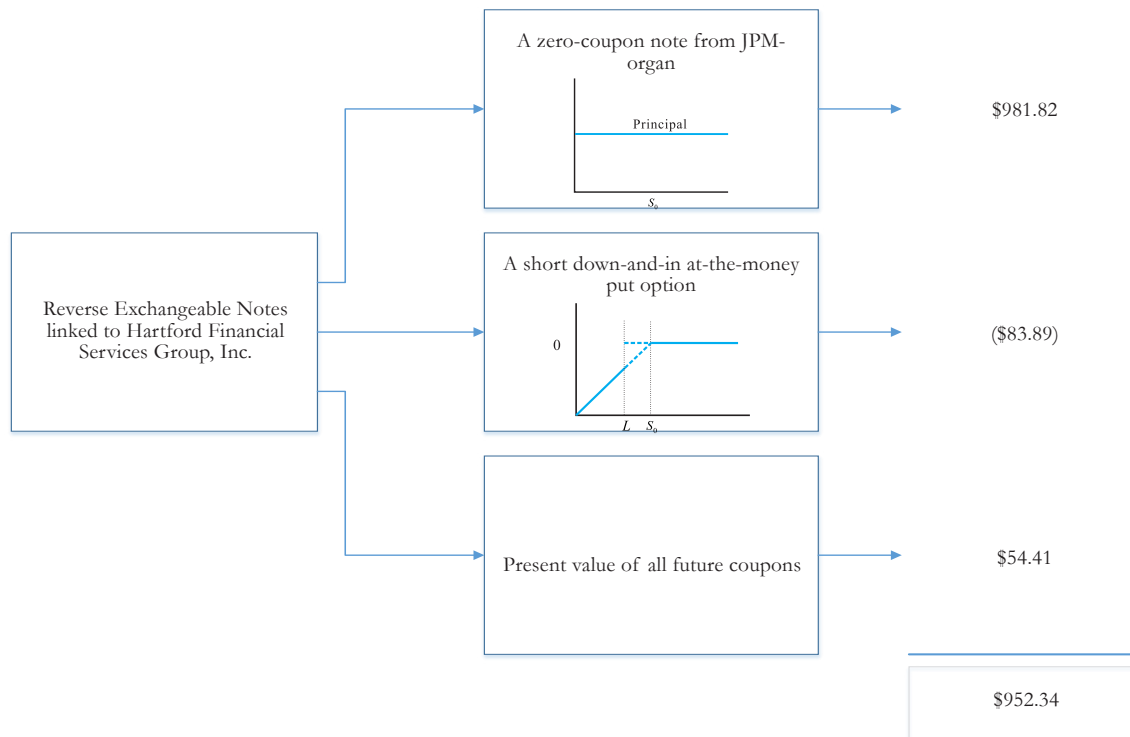 A zero-coupon note from JPM-
organ
Principal
S₀
$981.82
Reverse Exchangeable Notes
linked to Hartford Financial
Services Group, Inc.
A short down-and-in at-the-money
put option
0
L S₀
($83.89)
Present value of all future coupons
$54.41
$952.34